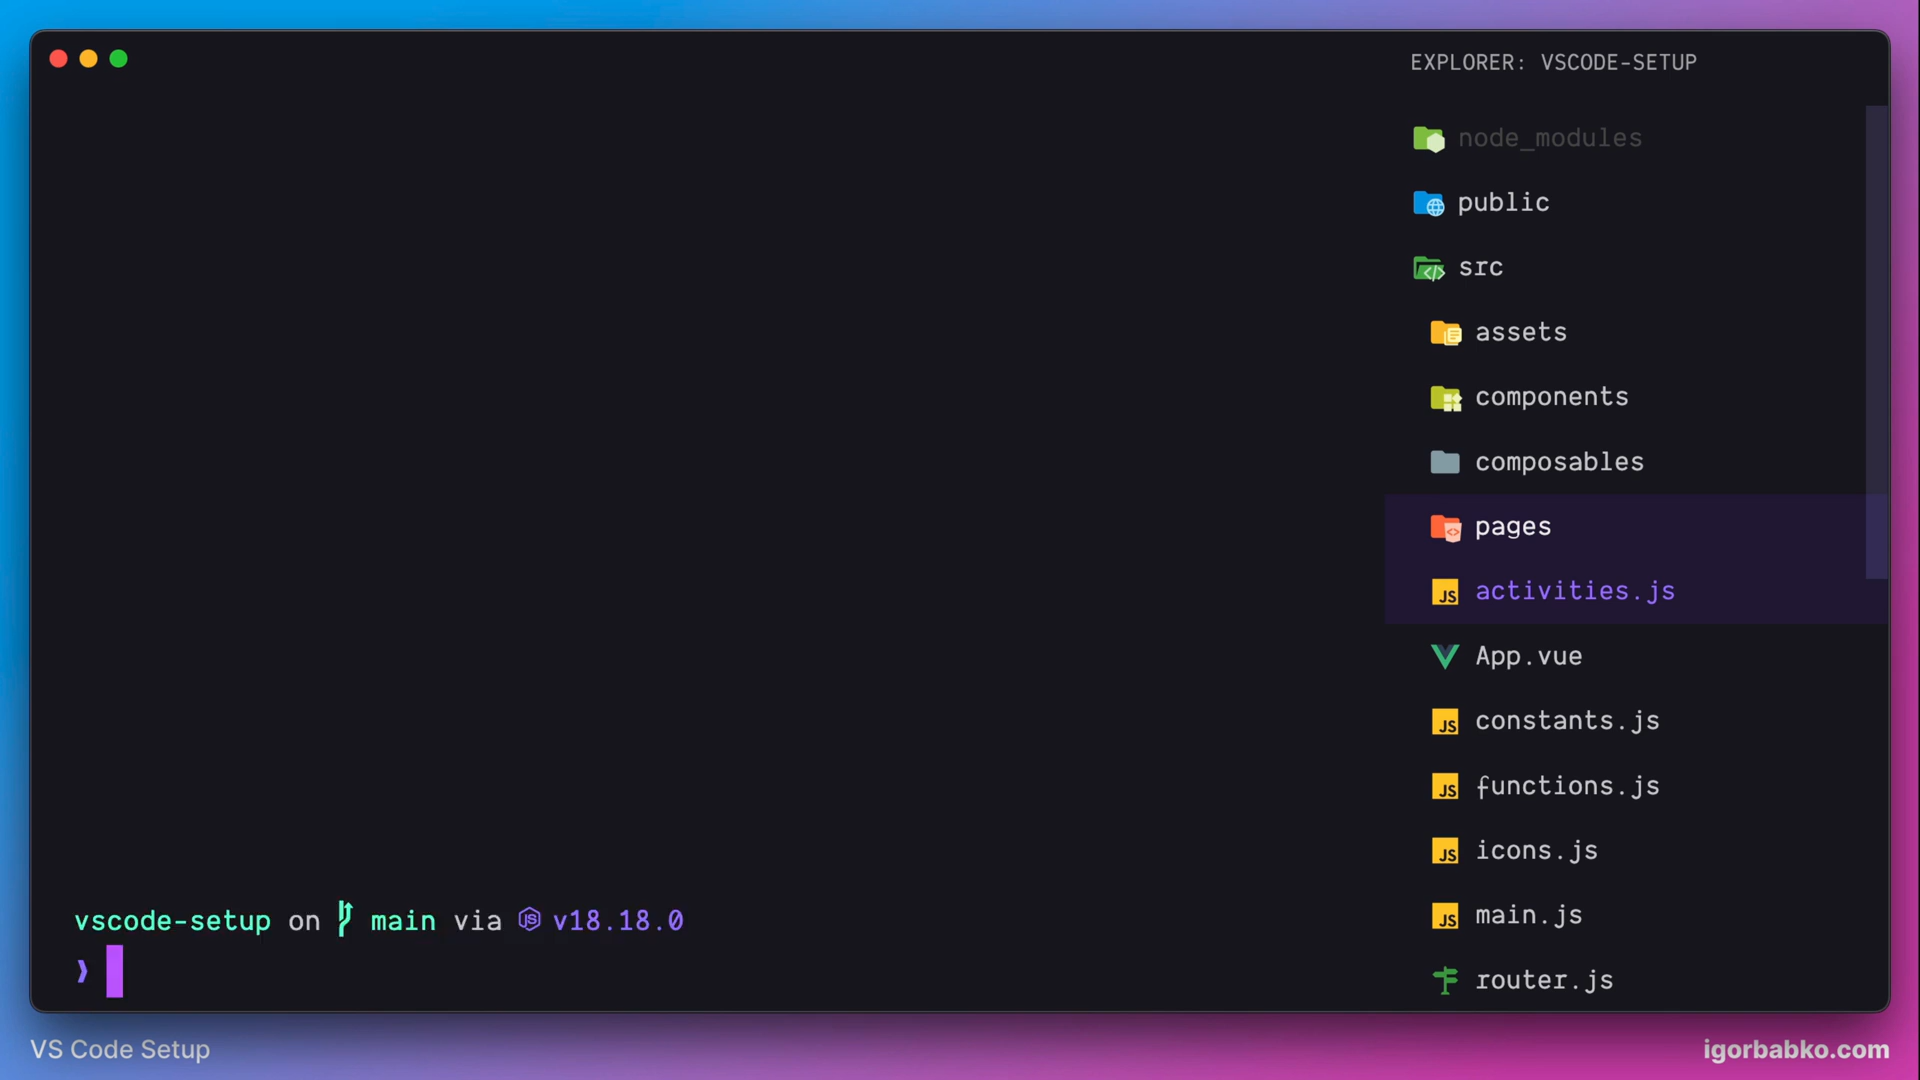 EXPLORER: VSCODE-SETUP
node_modules
public
src
assets
components
composables
pages
activities.js
App.vue
constants.js
functions.js
icons.js
main.js
router.js
vscode-setup on main via v18.18.0
❯
VS Code Setup
igorbabko.com